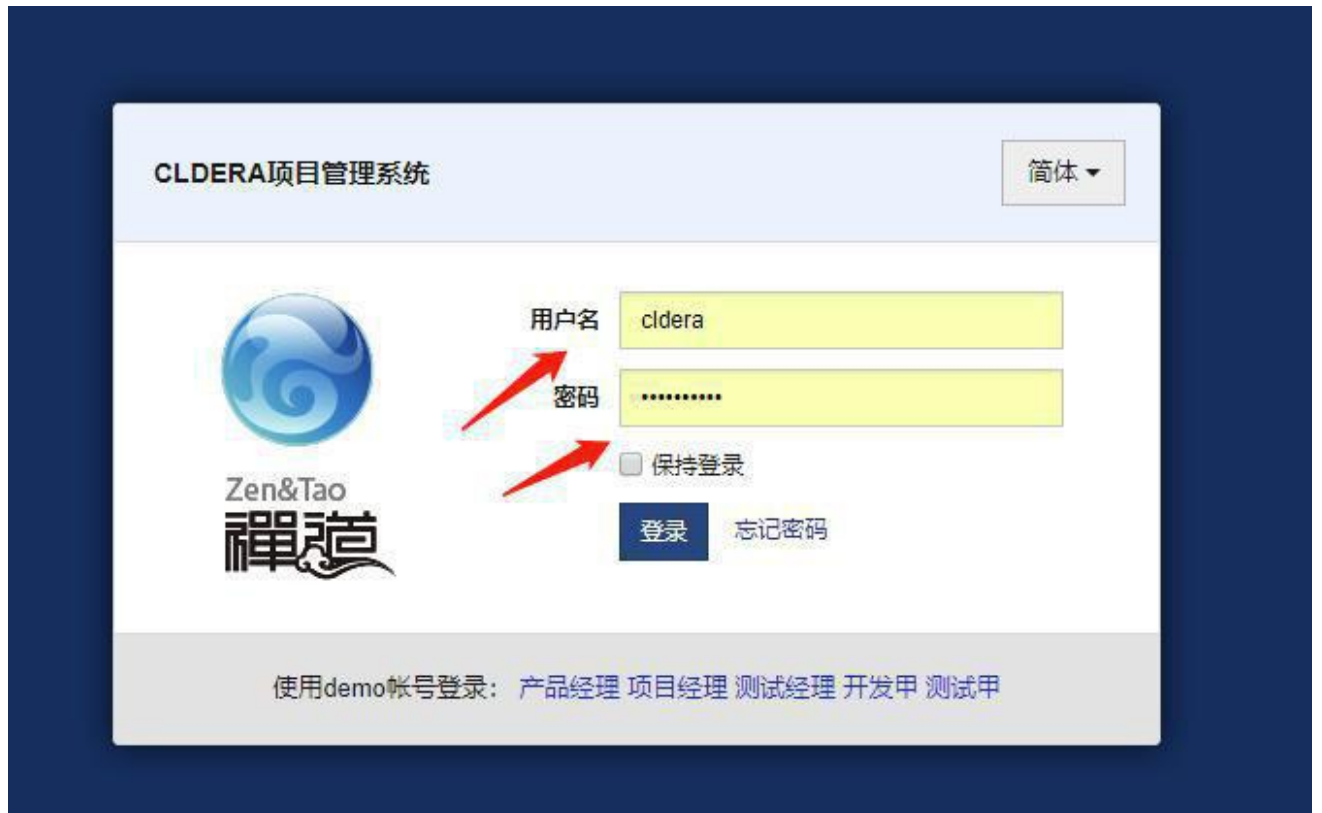 CLDERA项目管理系统
简体
用户名 cldera
密码 ••••••••••
保持登录
Zen&Tao
禪道
登录 忘记密码
使用demo帐号登录： 产品经理 项目经理 测试经理 开发甲 测试甲